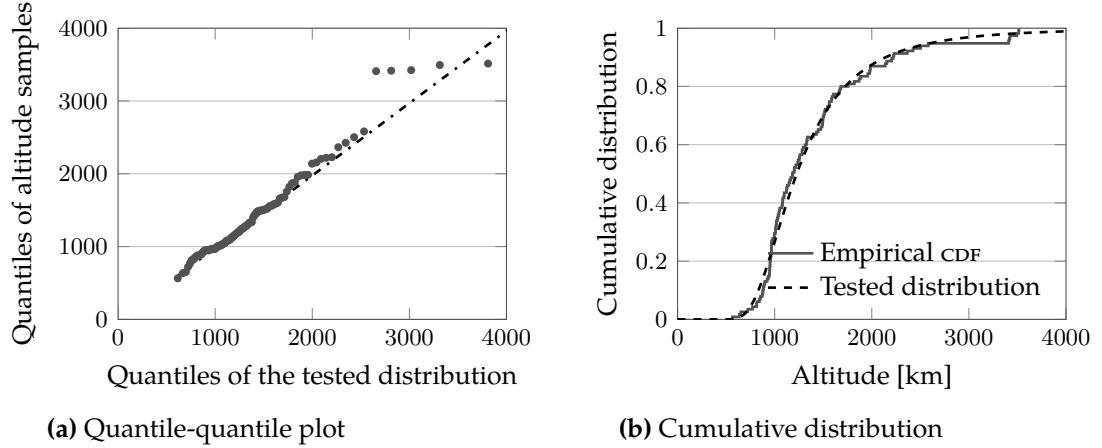 Quantiles of altitude samples
4000
3000
2000
1000
0
0 1000 2000 3000 4000
Quantiles of the tested distribution
(a) Quantile-quantile plot
Cumulative distribution
1
0.8
0.6
0.4
0.2
0
Empirical CDF
Tested distribution
0 1000 2000 3000 4000
Altitude [km]
(b) Cumulative distribution